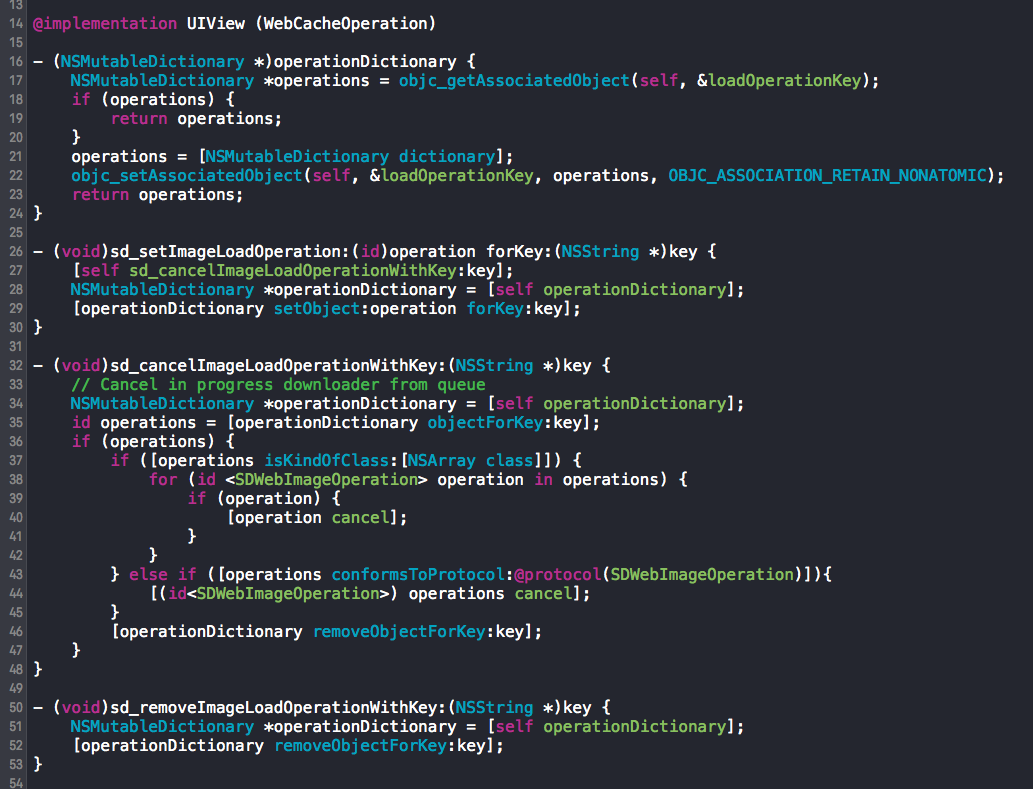 13
14 @implementation UIView (WebCacheOperation)
15
16 - (NSMutableDictionary *)operationDictionary {
17     NSMutableDictionary *operations = objc_getAssociatedObject(self, &loadOperationKey);
18     if (operations) {
19         return operations;
20     }
21     operations = [NSMutableDictionary dictionary];
22     objc_setAssociatedObject(self, &loadOperationKey, operations, OBJC_ASSOCIATION_RETAIN_NONATOMIC);
23     return operations;
24 }
25
26 - (void)sd_setImageLoadOperation:(id)operation forKey:(NSString *)key {
27     [self sd_cancelImageLoadOperationWithKey:key];
28     NSMutableDictionary *operationDictionary = [self operationDictionary];
29     [operationDictionary setObject:operation forKey:key];
30 }
31
32 - (void)sd_cancelImageLoadOperationWithKey:(NSString *)key {
33     // Cancel in progress downloader from queue
34     NSMutableDictionary *operationDictionary = [self operationDictionary];
35     id operations = [operationDictionary objectForKey:key];
36     if (operations) {
37         if ([operations isKindOfClass:[NSArray class]]) {
38             for (id <SDWebImageOperation> operation in operations) {
39                 if (operation) {
40                     [operation cancel];
41                 }
42             }
43         } else if ([operations conformsToProtocol:@protocol(SDWebImageOperation)]){
44             [(id<SDWebImageOperation>) operations cancel];
45         }
46         [operationDictionary removeObjectForKey:key];
47     }
48 }
49
50 - (void)sd_removeImageLoadOperationWithKey:(NSString *)key {
51     NSMutableDictionary *operationDictionary = [self operationDictionary];
52     [operationDictionary removeObjectForKey:key];
53 }
54